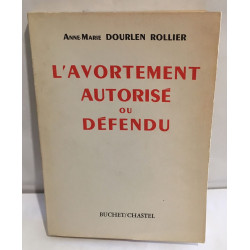 ANNE-MARIE DOURLEN ROLLIER
L'AVORTEMENT
AUTORISÉ
OU
DÉFENDU
BUCHET/CHASTEL